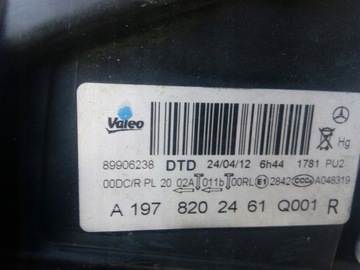 Valeo
Hg
89906238 DTD 24/04/12 6h44 1781 PU2
00DC/R PL 20 02A 011b 00RL E1 2842 CCC A048319
A 197 820 24 61 Q001 R